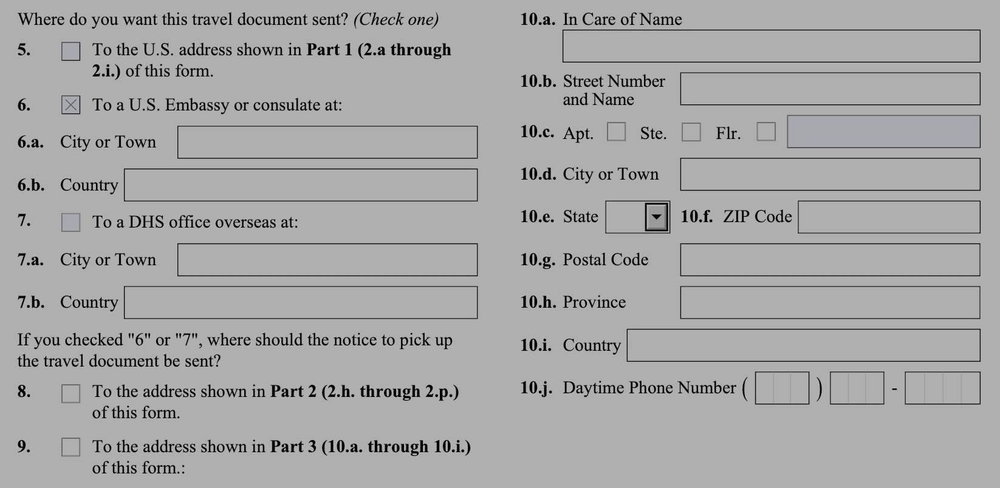 Where do you want this travel document sent? (Check one)
5. To the U.S. address shown in Part 1 (2.a through
2.i.) of this form.
6. To a U.S. Embassy or consulate at:
6.a. City or Town
6.b. Country
7. To a DHS office overseas at:
7.a. City or Town
7.b. Country
If you checked "6" or "7", where should the notice to pick up
the travel document be sent?
8. To the address shown in Part 2 (2.h. through 2.p.)
of this form.
9. To the address shown in Part 3 (10.a. through 10.i.)
of this form.:
10.a. In Care of Name
10.b. Street Number
and Name
10.c. Apt. Ste. Flr.
10.d. City or Town
10.e. State 10.f. ZIP Code
10.g. Postal Code
10.h. Province
10.i. Country
10.j. Daytime Phone Number ( ) -